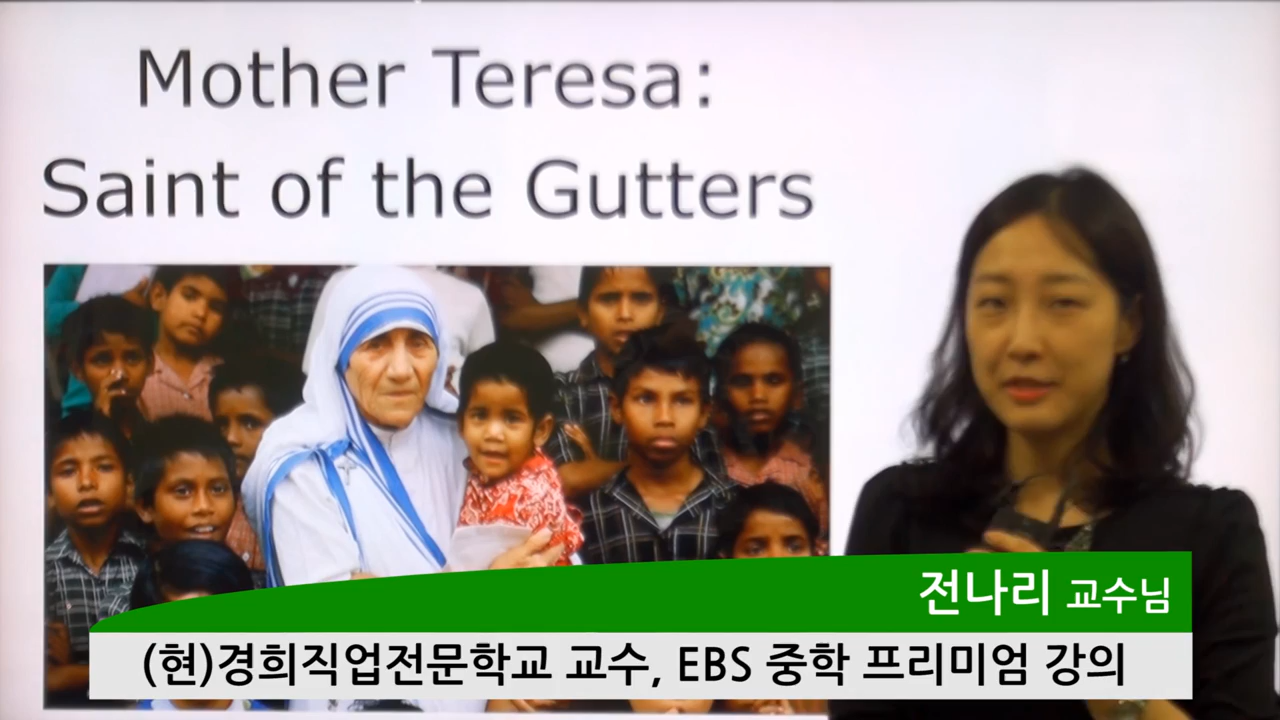 Mother Teresa:
Saint of the Gutters
전나리 교수님
(현)경희직업전문학교 교수, EBS 중학 프리미엄 강의